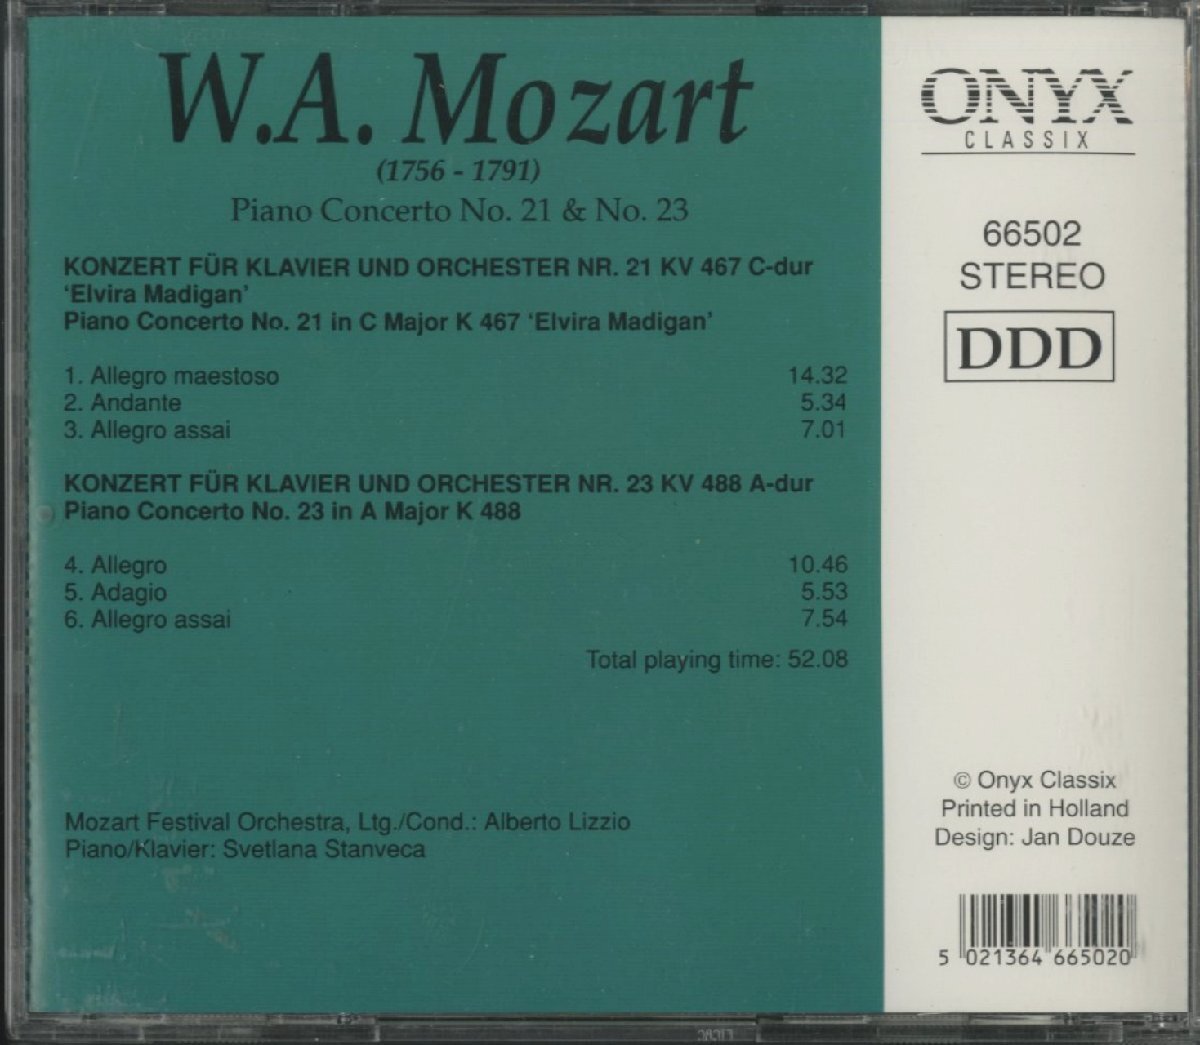 W.A. Mozart
(1756 - 1791)
Piano Concerto No. 21 & No. 23
KONZERT FÜR KLAVIER UND ORCHESTER NR. 21 KV 467 C-dur
‘Elvira Madigan’
Piano Concerto No. 21 in C Major K 467 ‘Elvira Madigan’
1. Allegro maestoso 14.32
2. Andante 5.34
3. Allegro assai 7.01
KONZERT FÜR KLAVIER UND ORCHESTER NR. 23 KV 488 A-dur
Piano Concerto No. 23 in A Major K 488
4. Allegro 10.46
5. Adagio 5.53
6. Allegro assai 7.54
Total playing time: 52.08
Mozart Festival Orchestra, Ltg./Cond.: Alberto Lizzio
Piano/Klavier: Svetlana Stanveca
ONYX
CLASSIX
66502
STEREO
DDD
© Onyx Classix
Printed in Holland
Design: Jan Douze
5 021364 665020